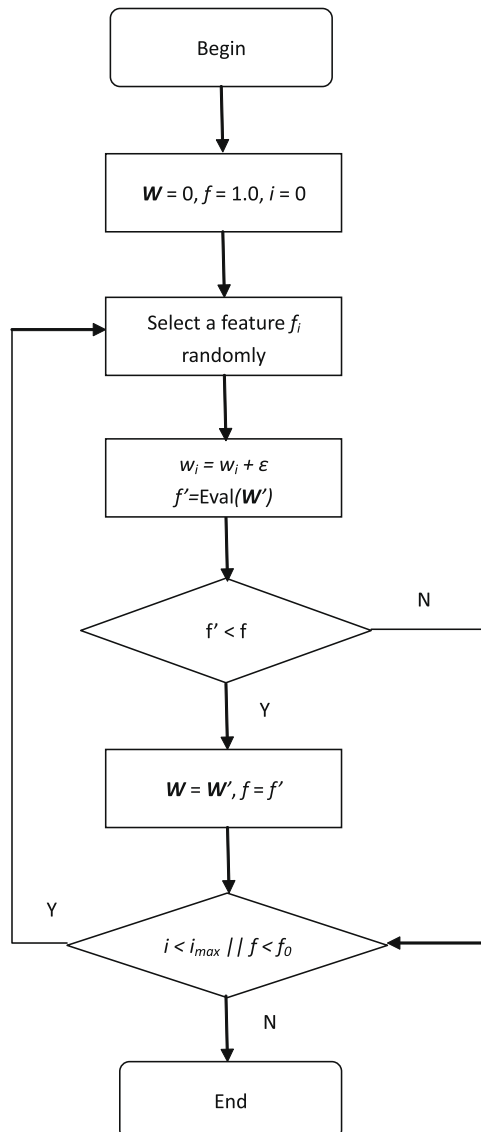 Begin
W = 0, f = 1.0, i = 0
Select a feature fᵢ
randomly
wᵢ = wᵢ + ε
f’=Eval(W’)
f’ < f
N
Y
W = W’, f = f’
Y
i < iₘₐₓ || f < f₀
N
End